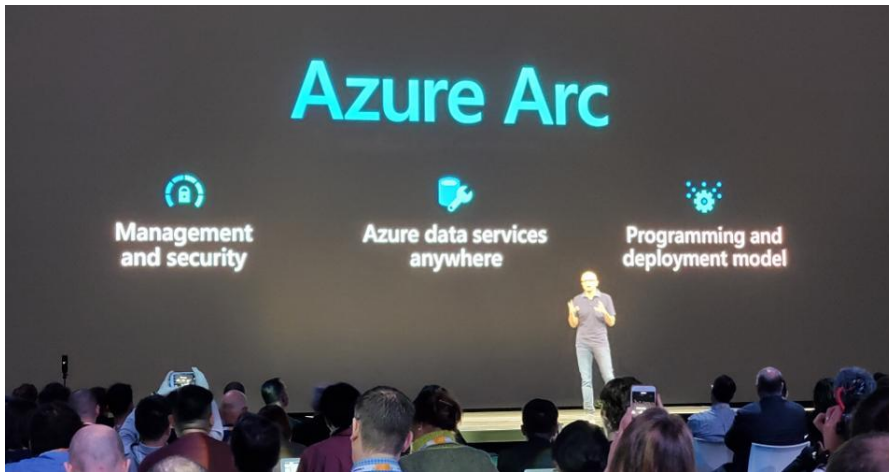 Azure Arc
Management
and security
Azure data services
anywhere
Programming and
deployment model